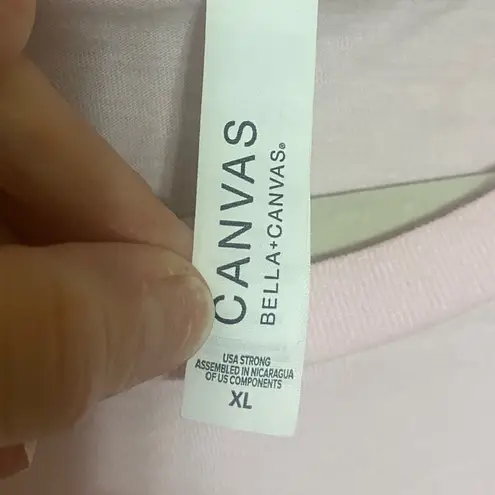 CANVAS
BELLA+CANVAS®
USA STRONG
ASSEMBLED IN NICARAGUA
OF US COMPONENTS
XL